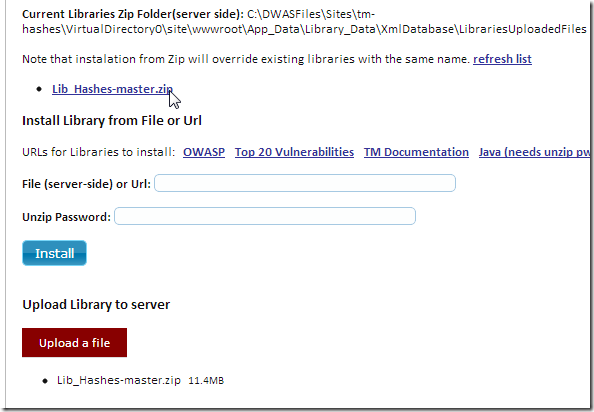 Current Libraries Zip Folder(server side): C:\DWASFiles\Sites\tm-
hashes\VirtualDirectory0\site\wwwroot\App_Data\Library_Data\XmlDatabase\LibrariesUploadedFiles
Note that instalation from Zip will override existing libraries with the same name. refresh list
Lib_Hashes-master.zip
Install Library from File or Url
URLs for Libraries to install: OWASP Top 20 Vulnerabilities TM Documentation Java (needs unzip pw
File (server-side) or Url:
Unzip Password:
Install
Upload Library to server
Upload a file
Lib_Hashes-master.zip 11.4MB